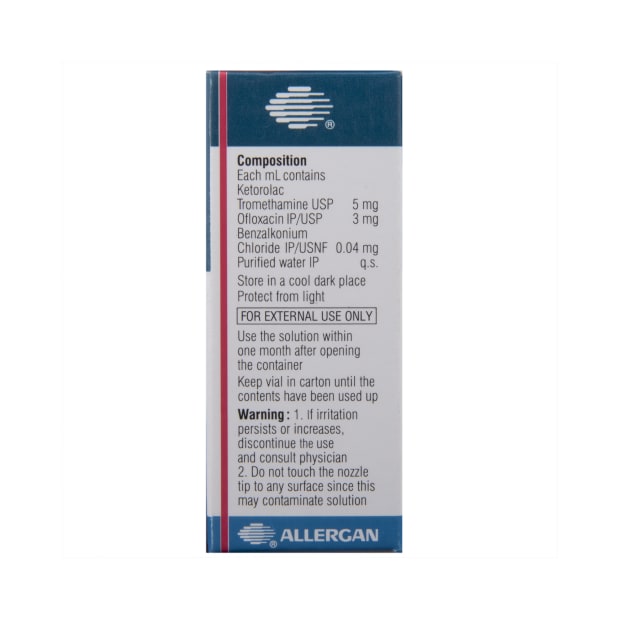 ®
Composition
Each mL contains
Ketorolac
Tromethamine USP 5 mg
Ofloxacin IP/USP 3 mg
Benzalkonium
Chloride IP/USNF 0.04 mg
Purified water IP q.s.
Store in a cool dark place
Protect from light
FOR EXTERNAL USE ONLY
Use the solution within
one month after opening
the container
Keep vial in carton until the
contents have been used up
Warning : 1. If irritation
persists or increases,
discontinue the use
and consult physician
2. Do not touch the nozzle
tip to any surface since this
may contaminate solution
® ALLERGAN